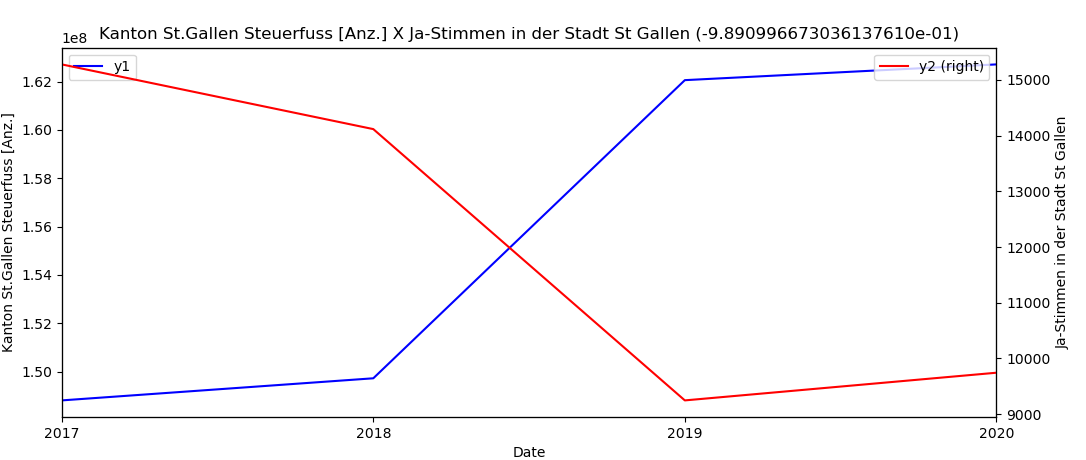 Kanton St.Gallen Steuerfuss [Anz.] X Ja-Stimmen in der Stadt St Gallen (-9.890996673036137610e-01)
1e8
y1
y2 (right)
1.62
1.60
1.58
1.56
1.54
1.52
1.50
Kanton St.Gallen Steuerfuss [Anz.]
15000
14000
13000
12000
11000
10000
9000
Ja-Stimmen in der Stadt St Gallen
2017
2018
2019
2020
Date